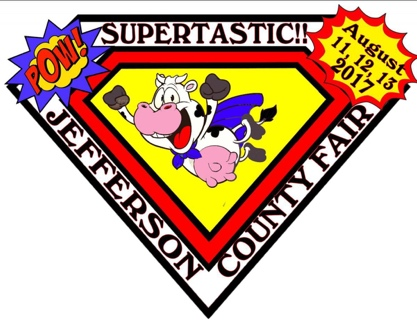 POW!
SUPERTASTIC!!
August
11, 12, 13
2017
JEFFERSON
COUNTY FAIR